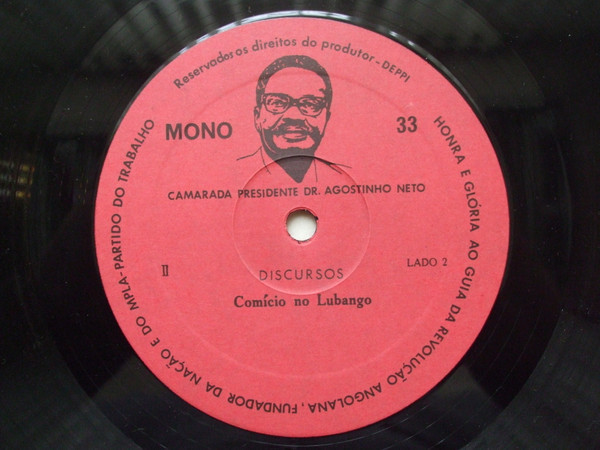 Reservados os direitos do produtor - DEPPI
MONO
33
CAMARADA PRESIDENTE DR. AGOSTINHO NETO
II
LADO 2
DISCURSOS
Comício no Lubango
HONRA E GLÓRIA AO GUIA DA REVOLUÇÃO ANGOLANA, FUNDADOR DA NAÇÃO E DO MPLA-PARTIDO DO TRABALHO